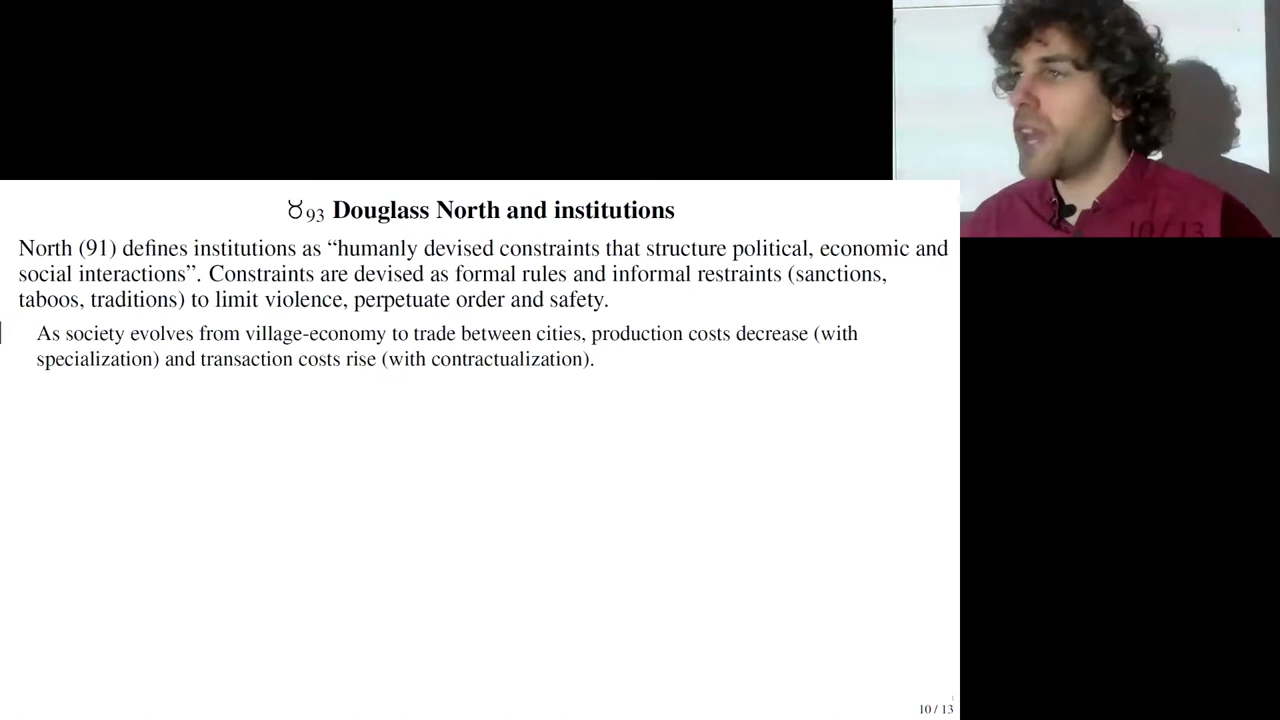 ♉93 Douglass North and institutions
North (91) defines institutions as “humanly devised constraints that structure political, economic and
social interactions”. Constraints are devised as formal rules and informal restraints (sanctions,
taboos, traditions) to limit violence, perpetuate order and safety.
As society evolves from village-economy to trade between cities, production costs decrease (with
specialization) and transaction costs rise (with contractualization).
10 / 13
10 / 13